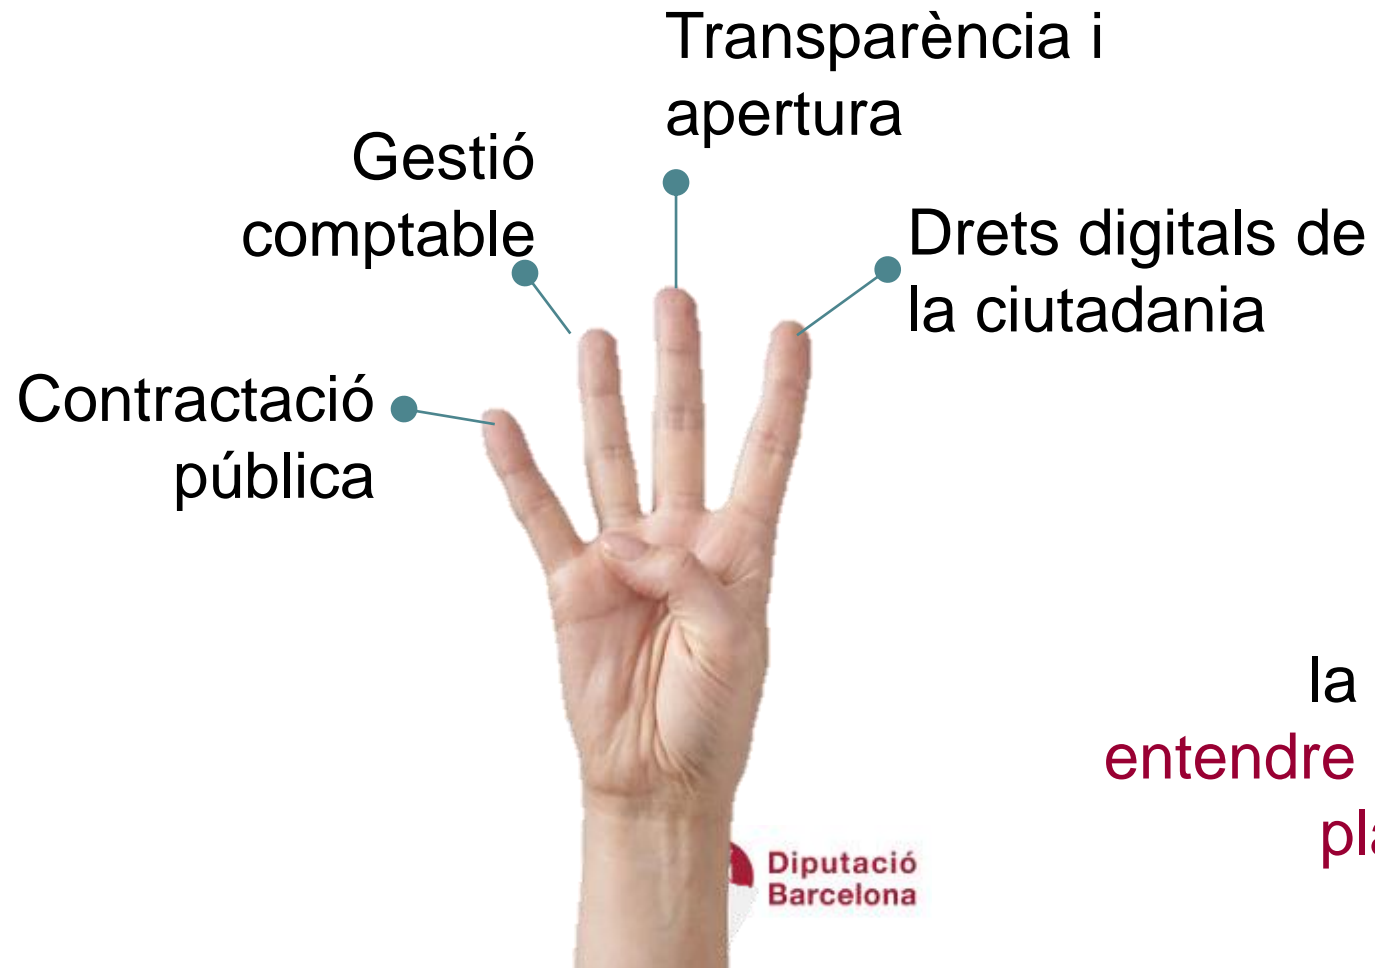 Transparència i
apertura
Gestió
comptable
Drets digitals de
la ciutadania
Contractació
pública
la
entendre
Diputació
Barcelona